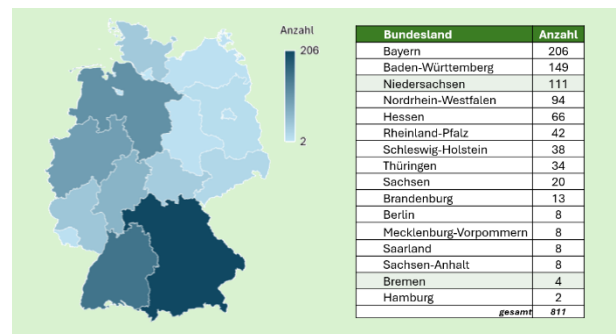 Anzahl
206
2
Bundesland Anzahl
Bayern 206
Baden-Württemberg 149
Niedersachsen 111
Nordrhein-Westfalen 94
Hessen 66
Rheinland-Pfalz 42
Schleswig-Holstein 38
Thüringen 34
Sachsen 20
Brandenburg 13
Berlin 8
Mecklenburg-Vorpommern 8
Saarland 8
Sachsen-Anhalt 8
Bremen 4
Hamburg 2
gesamt 811